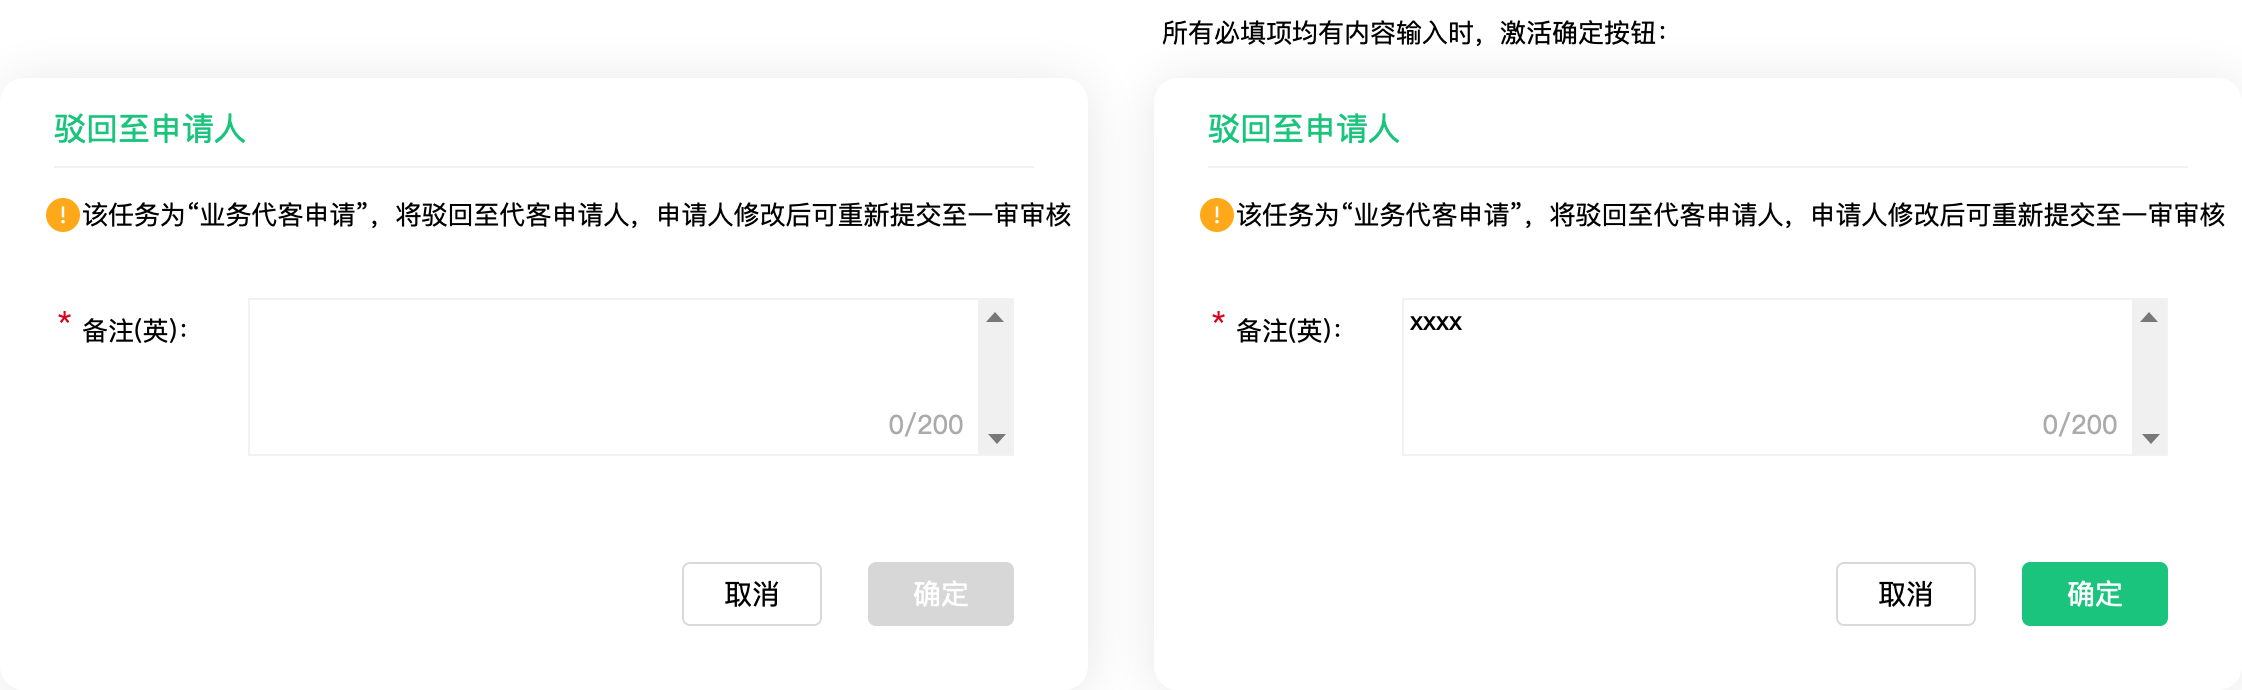 所有必填项均有内容输入时，激活确定按钮：
驳回至申请人
!该任务为“业务代客申请”，将驳回至代客申请人，申请人修改后可重新提交至一审审核
* 备注(英)：
0/200
取消 确定
驳回至申请人
!该任务为“业务代客申请”，将驳回至代客申请人，申请人修改后可重新提交至一审审核
* 备注(英)： xxxx
0/200
取消 确定